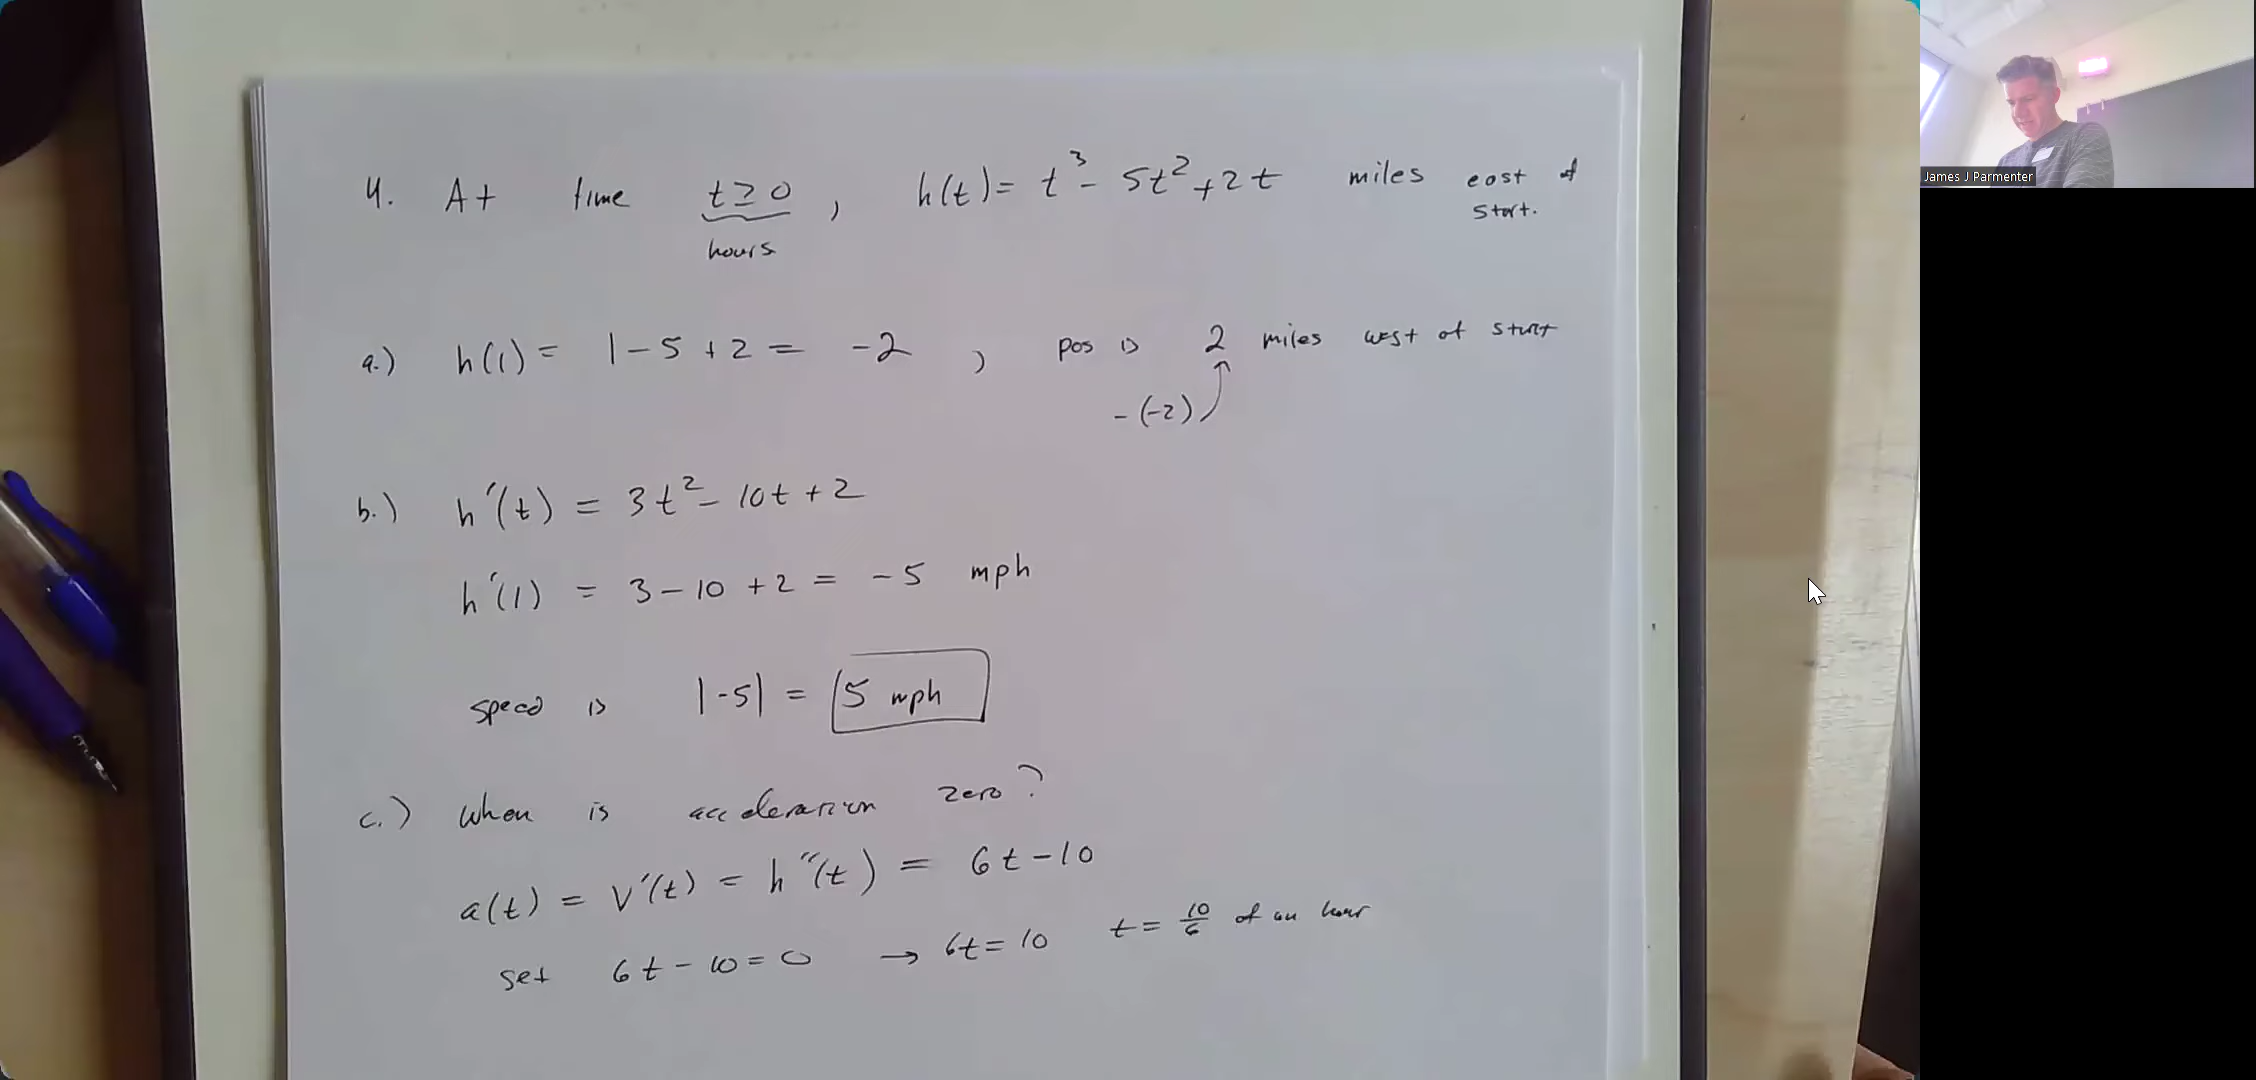 4. At time t≥0, h(t)= t³- 5t²+2t miles east of
hours
start.
a.) h(1)= 1-5+2= -2, pos is 2 miles west of start
-(-2)
b.) h'(t) = 3t²- 10t+2
h'(1) = 3-10+2= -5 mph
speed is |-5| = 5 mph
c.) when is acceleration zero?
a(t) = v'(t) = h''(t) = 6t-10
set 6t-10=0 → 6t=10 t= 10/6 of an hour
James J Parmenter